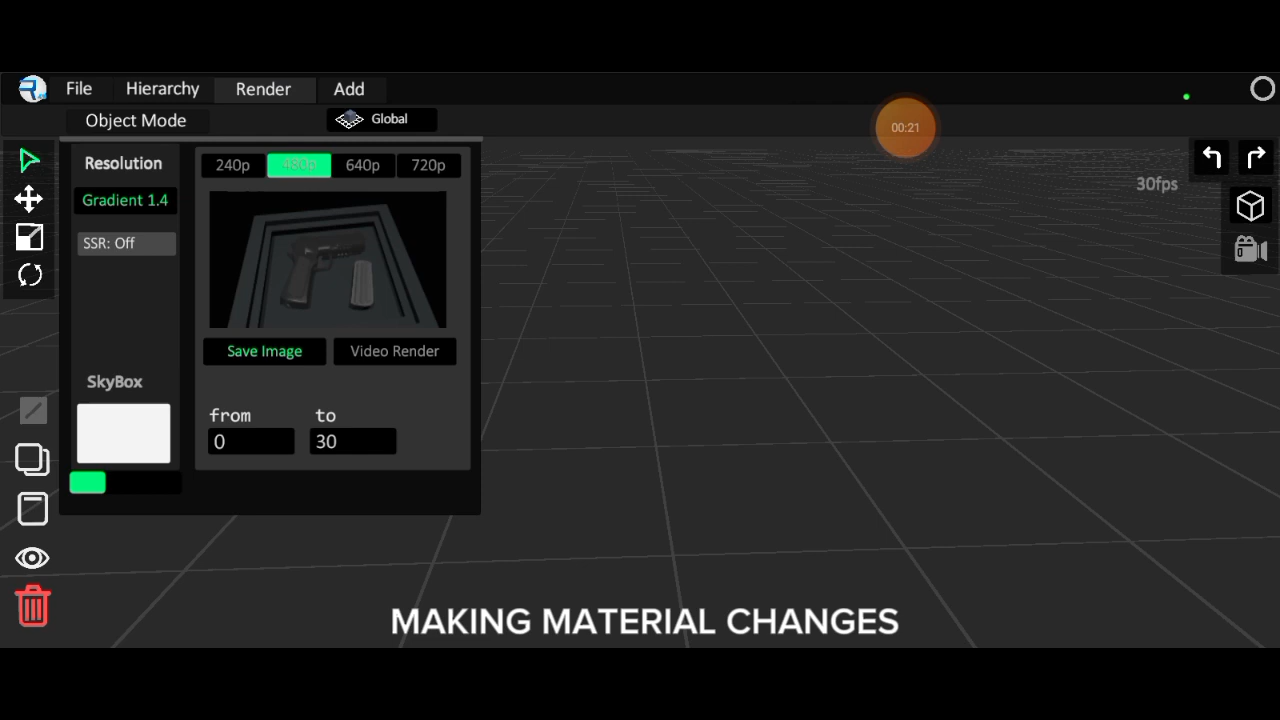 File Hierarchy Render Add
Object Mode Global
00:21
Resolution
240p 480p 640p 720p
Gradient 1.4
30fps
SSR: Off
Save Image Video Render
SkyBox
from to
0 30
MAKING MATERIAL CHANGES